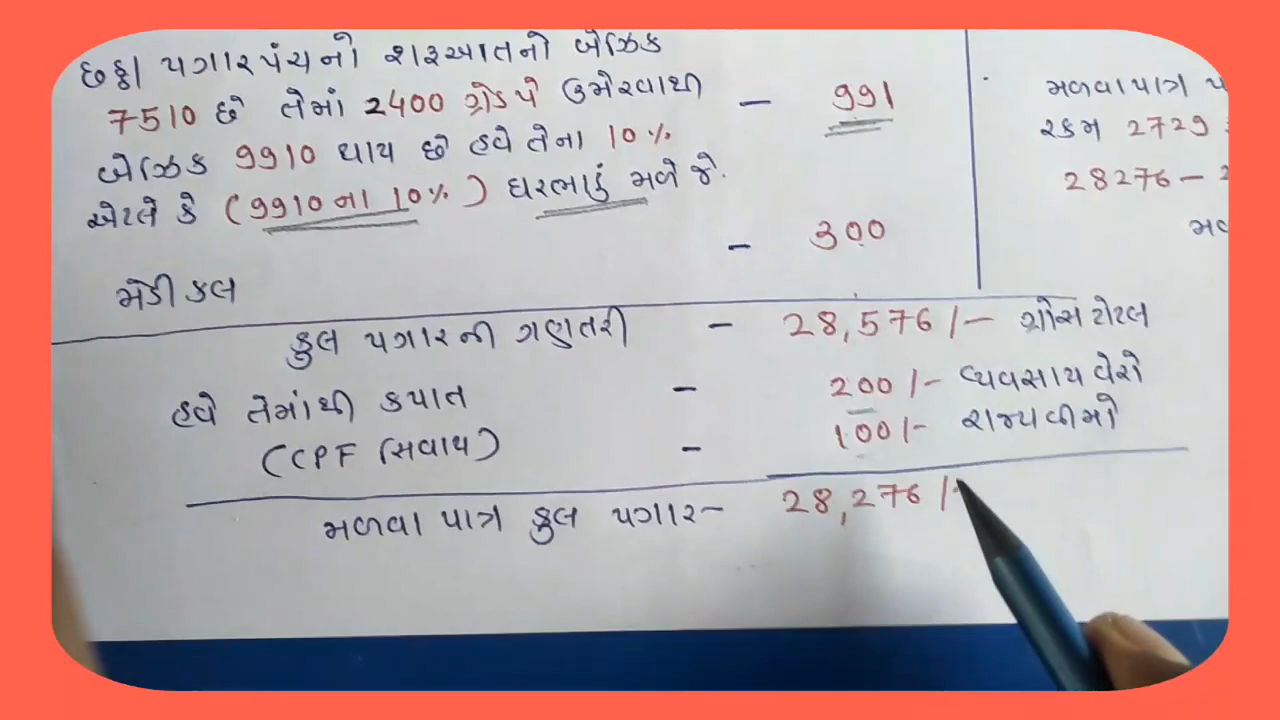 છઠ્ઠા પગારપંચનો શરૂઆતનો બેઝિક
7510 છે તેમાં 2400 ગ્રેડપે ઉમેરવાથી – 991
બેઝિક 9910 થાય છે હવે તેના 10%
એટલે કે (9910 ના 10%) ઘરભાડું મળે જે.
મેડીકલ – 300
કુલ પગારની ગણતરી – 28,576/– ગ્રોસ ટોટલ
હવે તેમાંથી કપાત – 200/– વ્યવસાય વેરો
(CPF સિવાય) – 100/– રાજ્ય વીમો
મળવા પાત્ર કુલ પગાર – 28,276/–
મળવા પાત્ર
રકમ 2729
28276 –